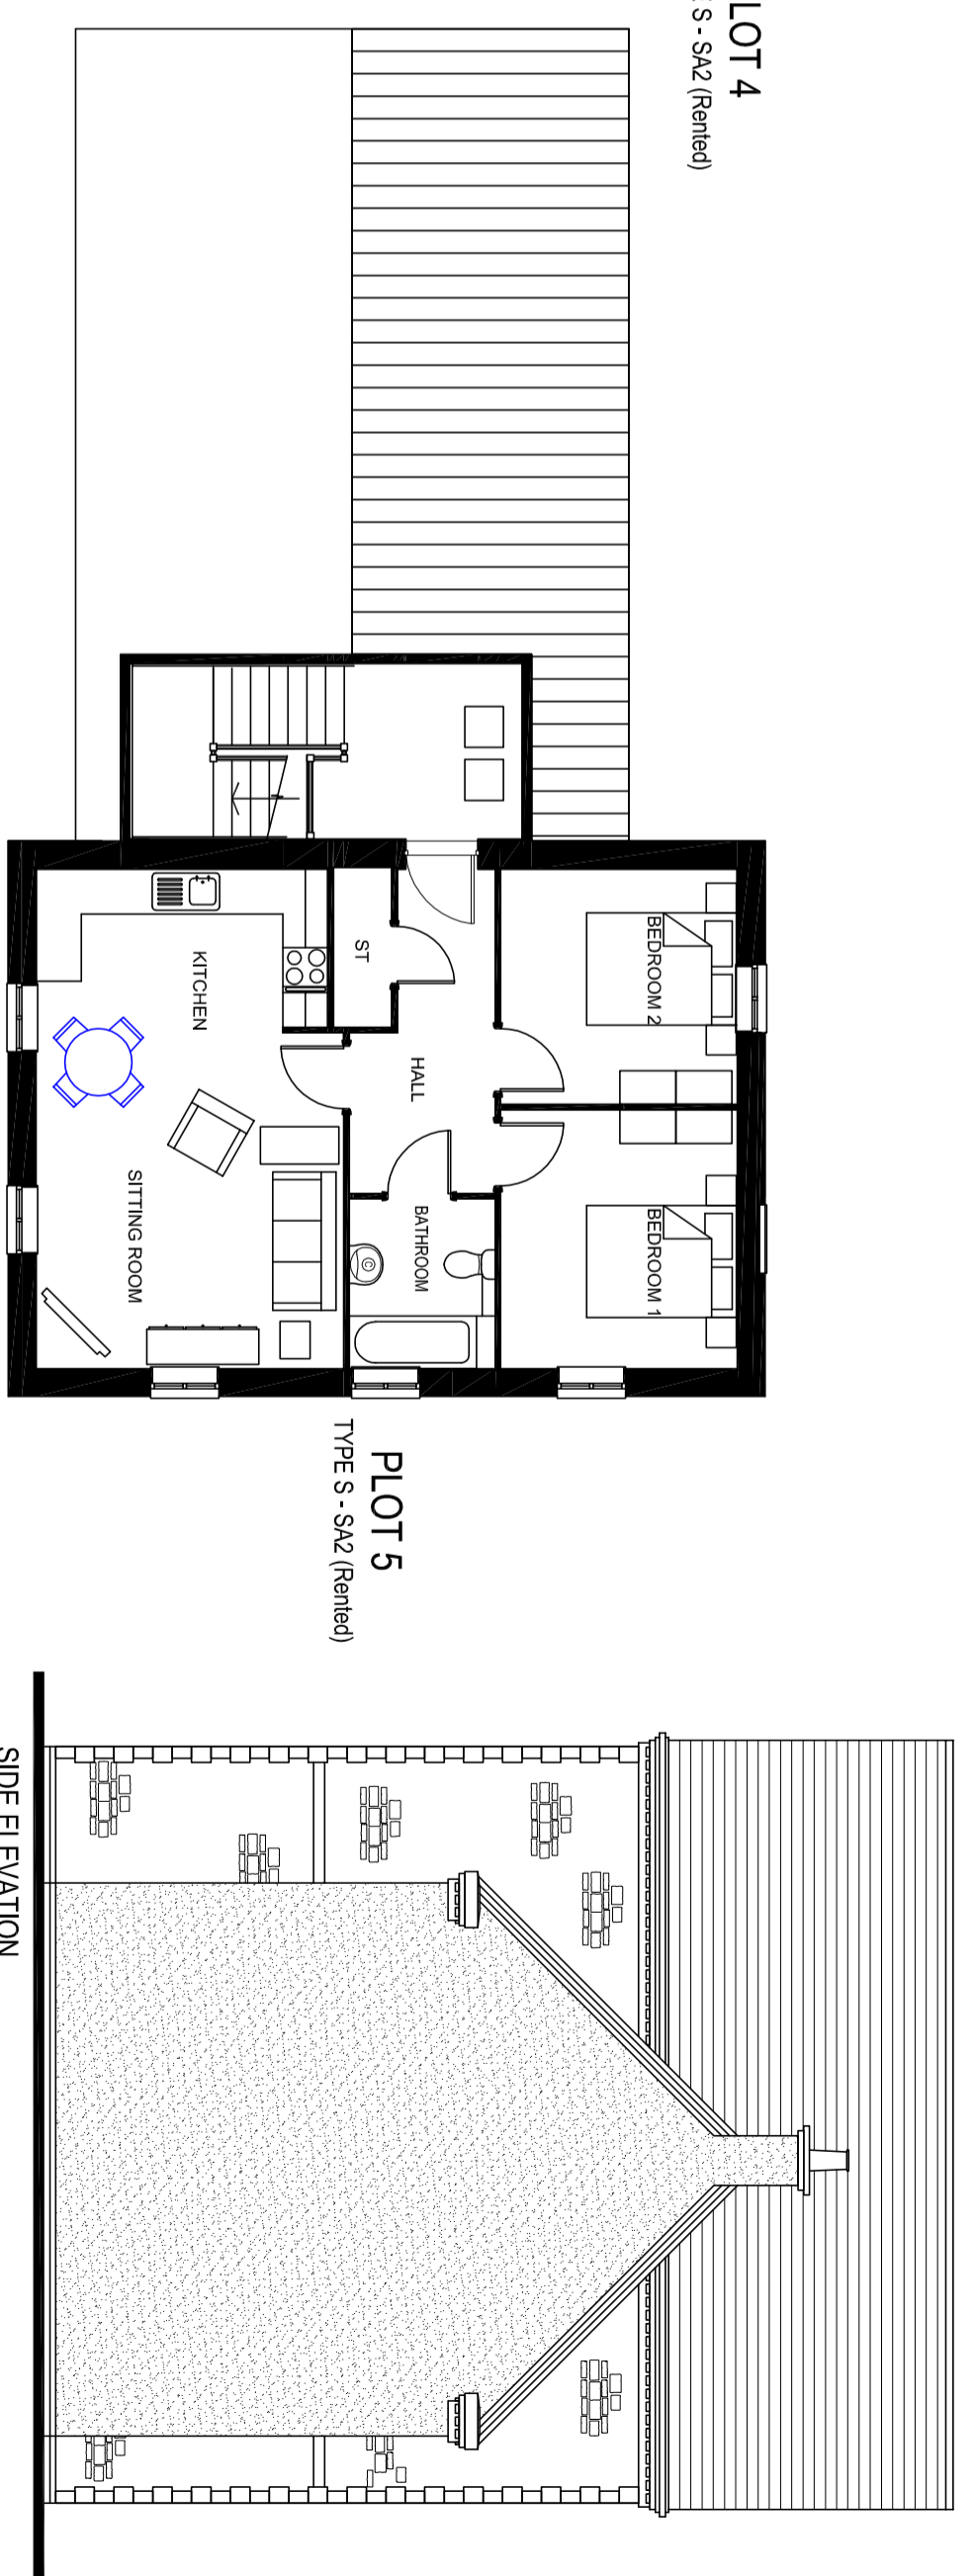 LOT 4
S - SA2 (Rented)
BEDROOM 2
BEDROOM 1
HALL
BATHROOM
ST
KITCHEN
SITTING ROOM
PLOT 5
TYPE S - SA2 (Rented)
SIDE ELEVATION